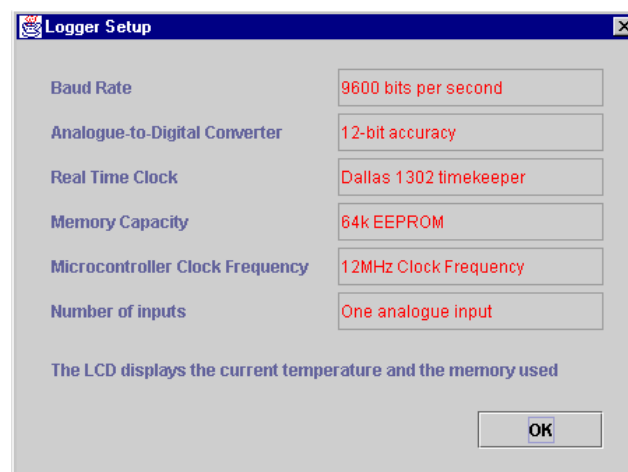 Logger Setup
Baud Rate 9600 bits per second
Analogue-to-Digital Converter 12-bit accuracy
Real Time Clock Dallas 1302 timekeeper
Memory Capacity 64k EEPROM
Microcontroller Clock Frequency 12MHz Clock Frequency
Number of inputs One analogue input
The LCD displays the current temperature and the memory used
OK